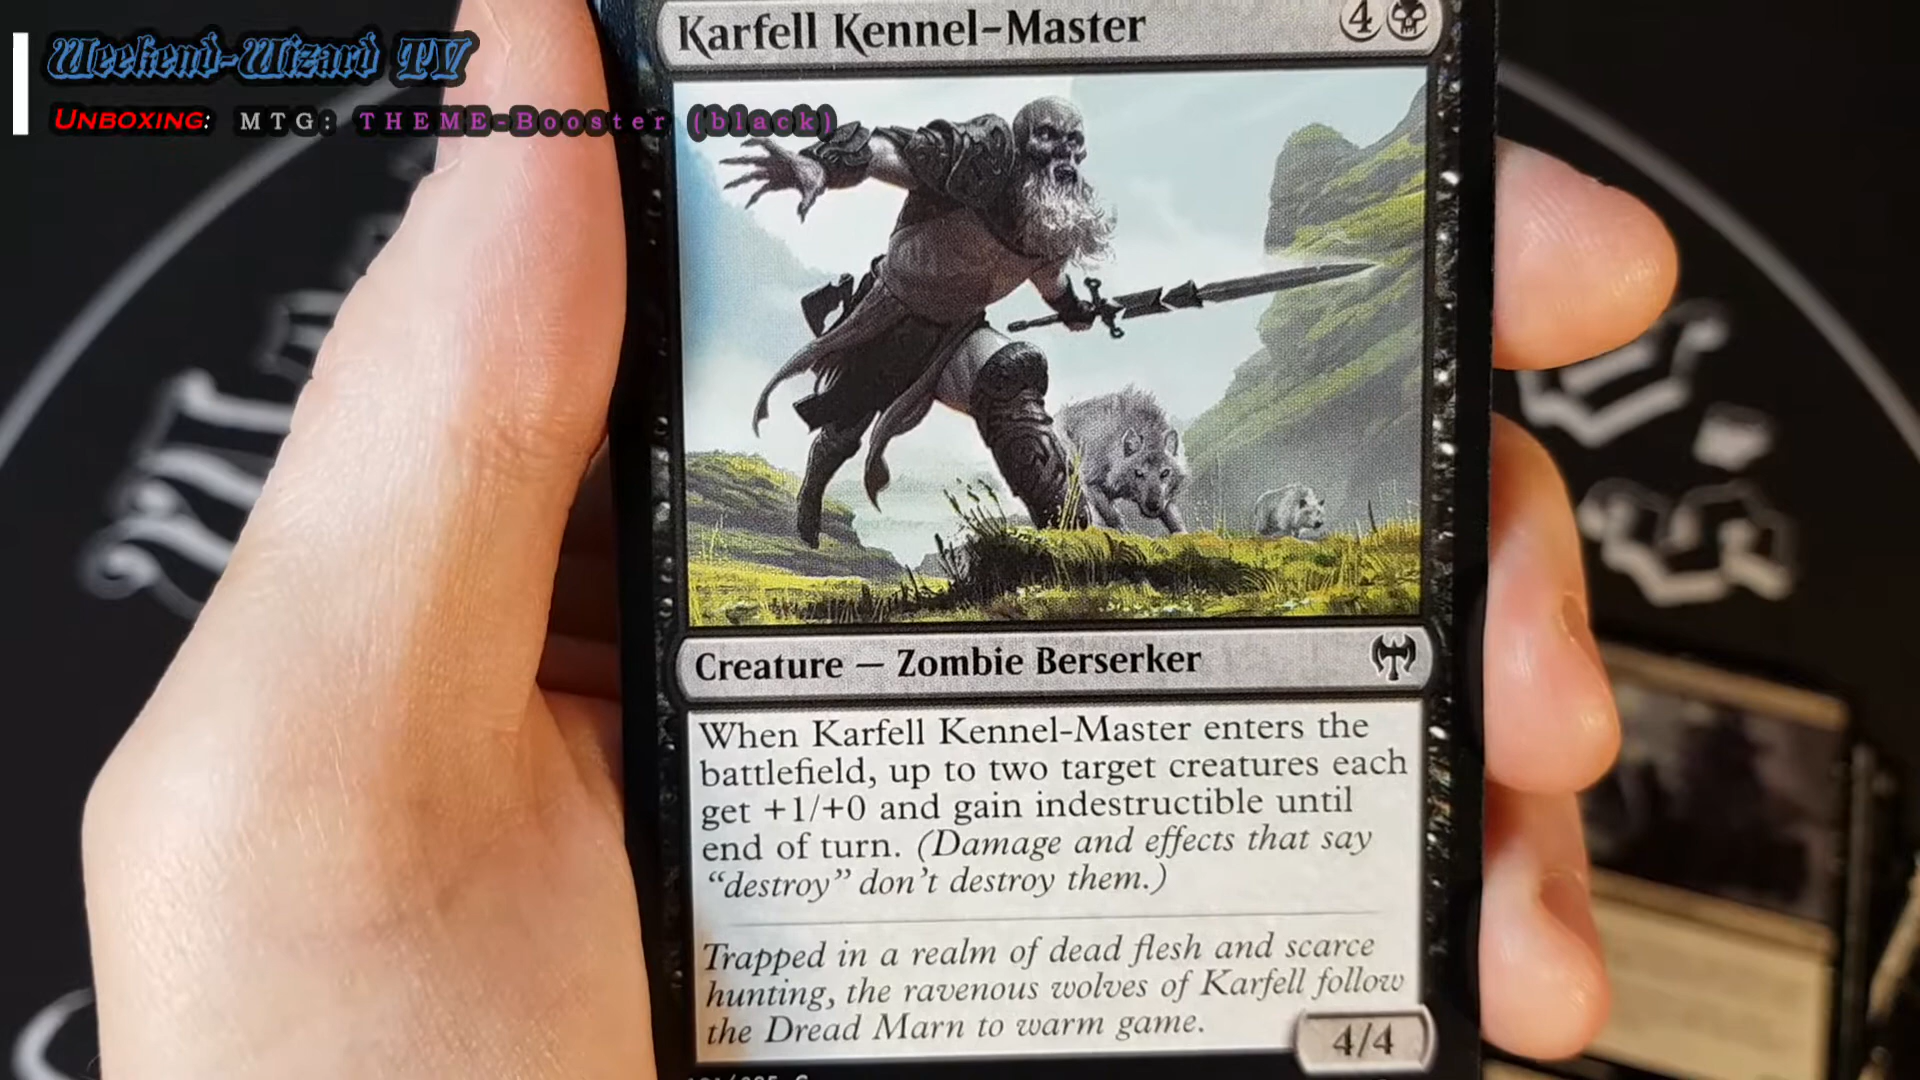 Weekend-Wizard TV
UNBOXING: MTG: THEME-Booster (black)
Karfell Kennel-Master 4
Creature — Zombie Berserker
When Karfell Kennel-Master enters the
battlefield, up to two target creatures each
get +1/+0 and gain indestructible until
end of turn. (Damage and effects that say
“destroy” don’t destroy them.)
Trapped in a realm of dead flesh and scarce
hunting, the ravenous wolves of Karfell follow
the Dread Marn to warm game.
4/4